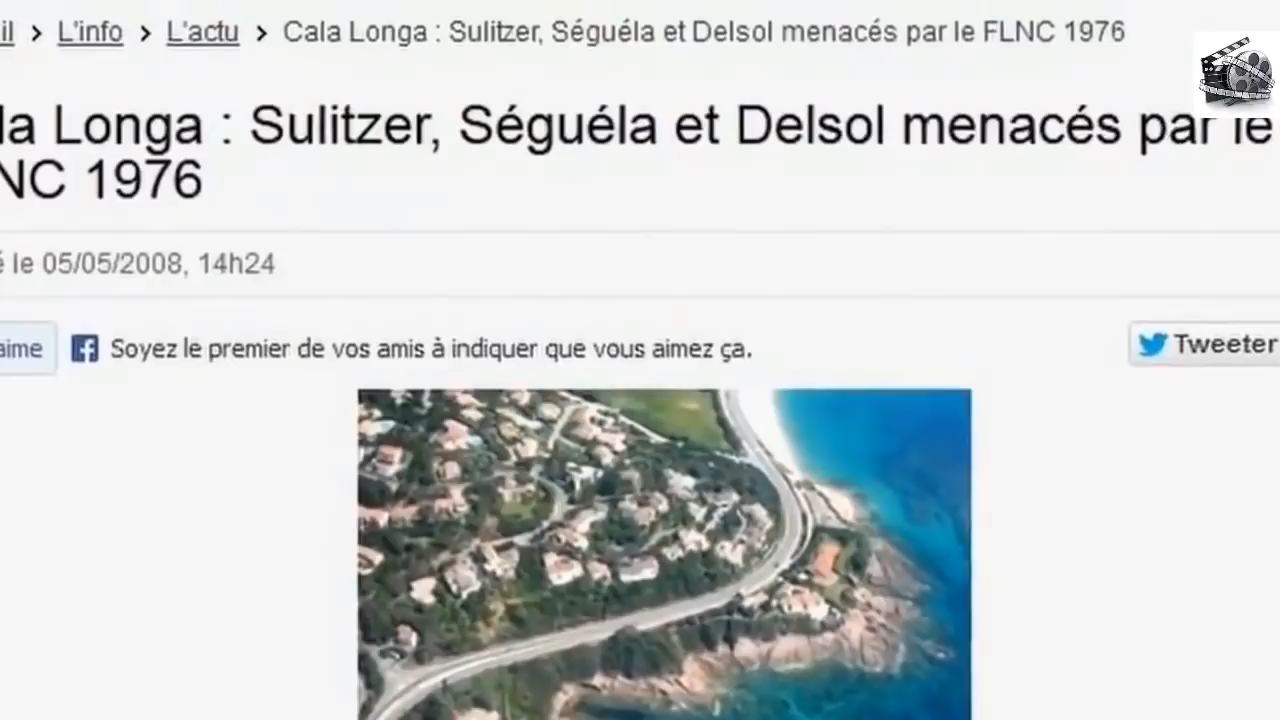 il > L'info > L'actu > Cala Longa : Sulitzer, Séguéla et Delsol menacés par le FLNC 1976
la Longa : Sulitzer, Séguéla et Delsol menacés par le
NC 1976
é le 05/05/2008, 14h24
aime Soyez le premier de vos amis à indiquer que vous aimez ça. Tweeter